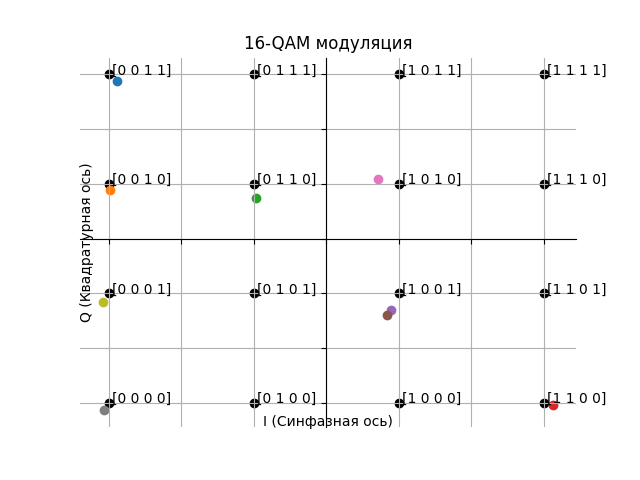 16-QAM модуляция
[0 0 1 1] [0 1 1 1] [1 0 1 1] [1 1 1 1]
[0 0 1 0] [0 1 1 0] [1 0 1 0] [1 1 1 0]
Q (Квадратурная ось)
[0 0 0 1] [0 1 0 1] [1 0 0 1] [1 1 0 1]
[0 0 0 0] [0 1 0 0] [1 0 0 0] [1 1 0 0]
I (Синфазная ось)